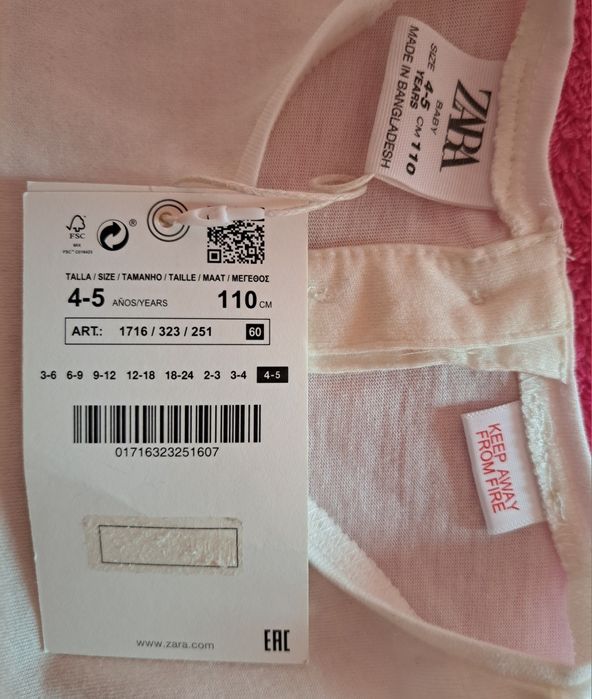 FSC
MIX
®
TALLA / SIZE / TAMANHO / TAILLE / MAAT / ΜΕΓΕΘΟΣ
4-5 AÑOS/YEARS 110 CM
ART.: 1716 / 323 / 251 60
3-6 6-9 9-12 12-18 18-24 2-3 3-4 4-5
01716323251607
www.zara.com
EAC
ZARA
BABY
SIZE 4-5 YEARS CM 110
MADE IN BANGLADESH
KEEP AWAY
FROM FIRE